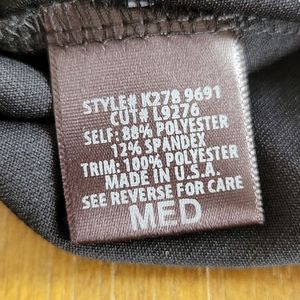 STYLE# K278 9691
CUT# L9276
SELF: 88% POLYESTER
12% SPANDEX
TRIM: 100% POLYESTER
MADE IN U.S.A.
SEE REVERSE FOR CARE
MED